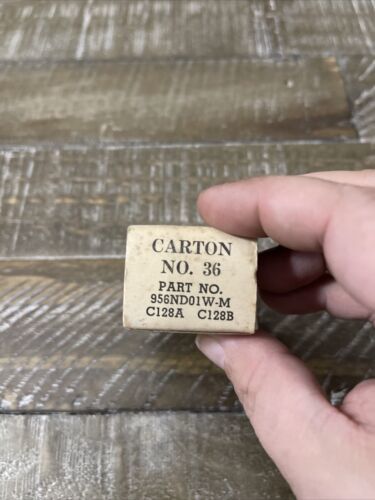 CARTON
NO. 36
PART NO.
956ND01W-M
C128A C128B